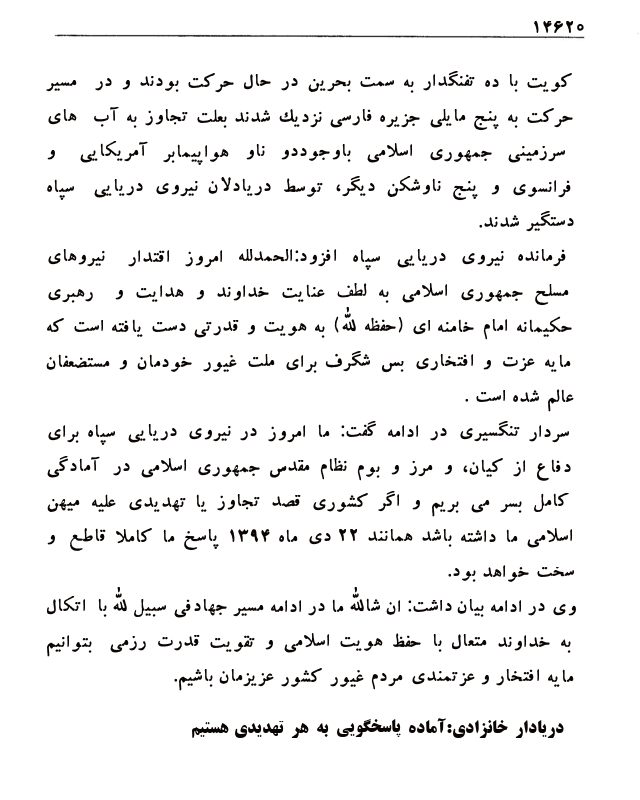 ۱۴۶۲۰
کویت با ده تفنگدار به سمت بحرین در حال حرکت بودند و در مسیر
حرکت به پنج مایلی جزیره فارسی نزدیك شدند بعلت تجاوز به آب های
سرزمینی جمهوری اسلامی باوجوددو ناو هواپیمابر آمریکایی و
فرانسوی و پنج ناوشکن دیگر، توسط دریادلان نیروی دریایی سپاه
دستگیر شدند.
فرمانده نیروی دریایی سپاه افزود:الحمدلله امروز اقتدار نیروهای
مسلح جمهوری اسلامی به لطف عنایت خداوند و هدایت و رهبری
حکیمانه امام خامنه ای (حفظه لله) به هویت و قدرتی دست یافته است که
مایه عزت و افتخاری بس شگرف برای ملت غیور خودمان و مستضعفان
عالم شده است .
سردار تنگسیری در ادامه گفت: ما امروز در نیروی دریایی سپاه برای
دفاع از کیان، و مرز و بوم نظام مقدس جمهوری اسلامی در آمادگی
کامل بسر می بریم و اگر کشوری قصد تجاوز یا تهدیدی علیه میهن
اسلامی ما داشته باشد همانند ۲۲ دی ماه ۱۳۹۴ پاسخ ما کاملا قاطع و
سخت خواهد بود.
وی در ادامه بیان داشت: ان شالله ما در ادامه مسیر جهادفی سبیل لله با اتکال
به خداوند متعال با حفظ هویت اسلامی و تقویت قدرت رزمی بتوانیم
مایه افتخار و عزتمندی مردم غیور کشور عزیزمان باشیم.
دریادار خانزادی:آماده پاسخگویی به هر تهدیدی هستیم